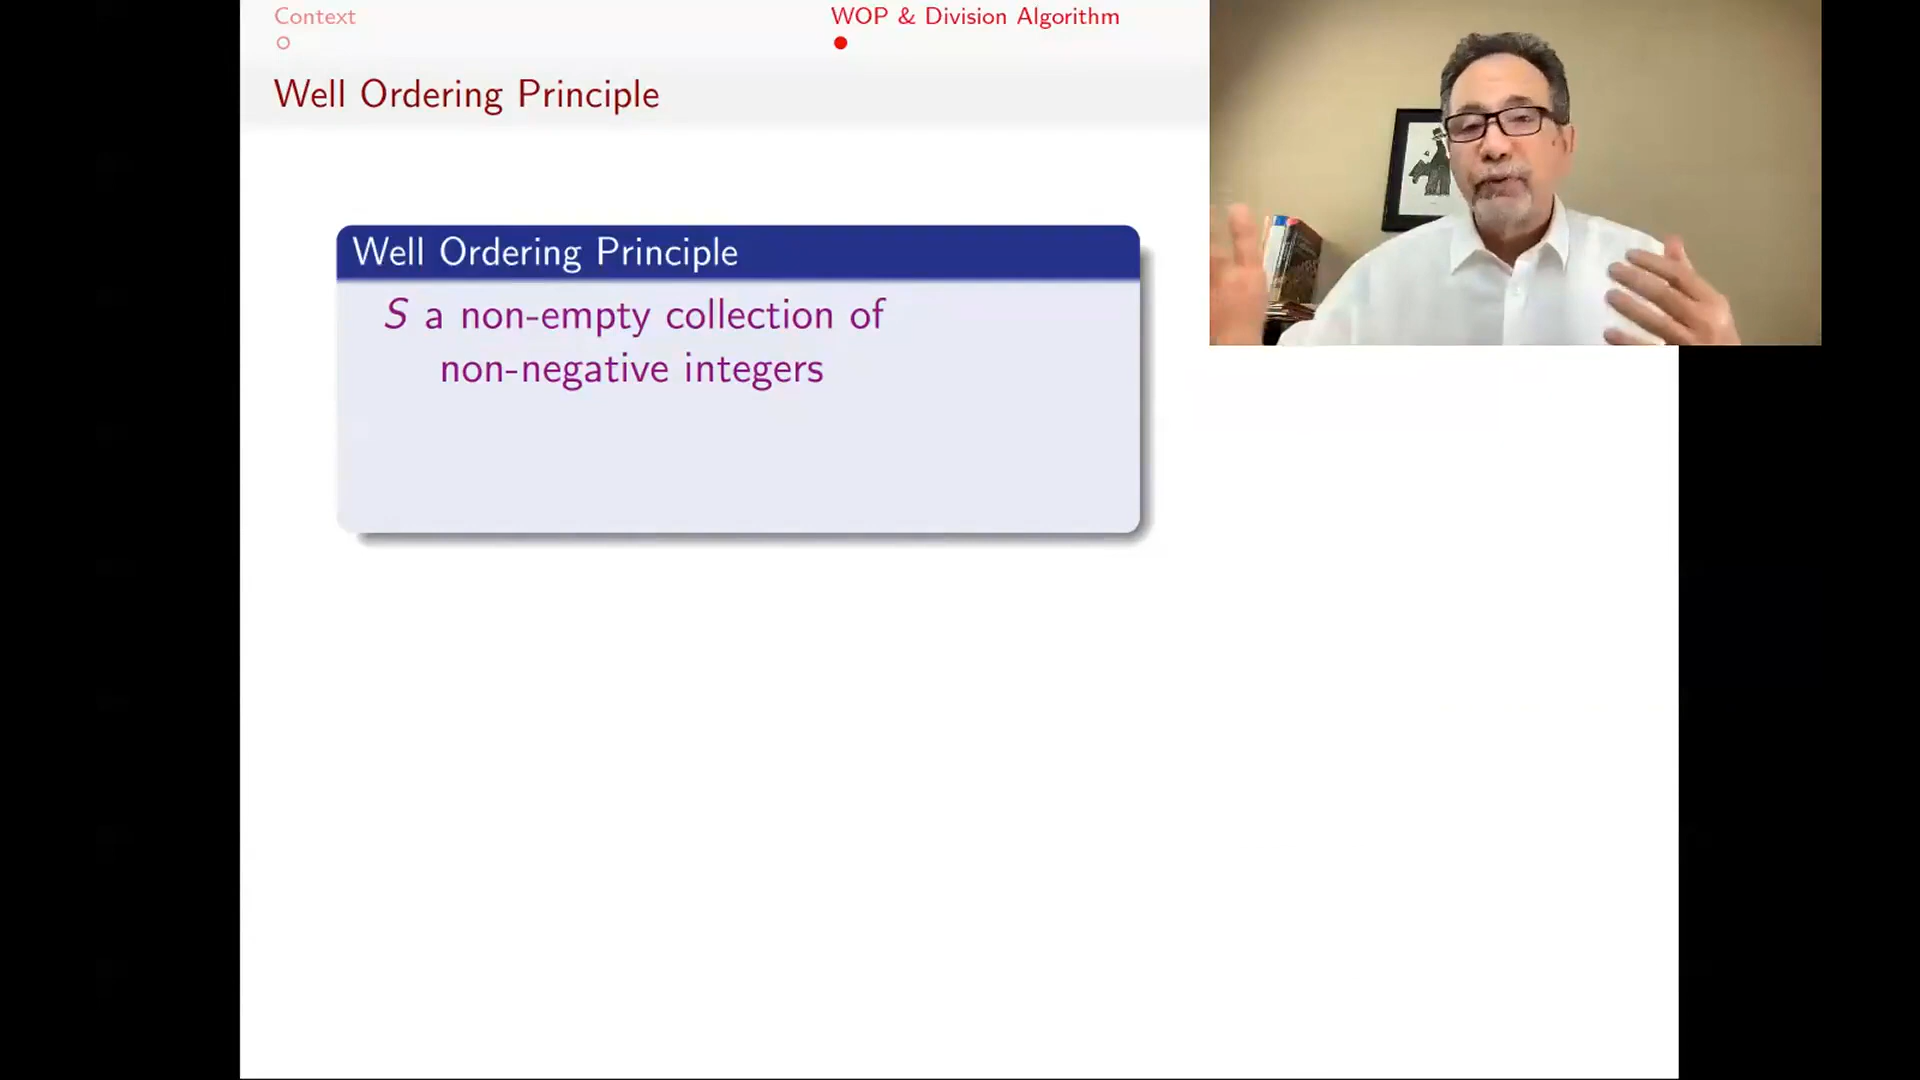 Context
WOP & Division Algorithm
Well Ordering Principle
Well Ordering Principle
S a non-empty collection of
non-negative integers